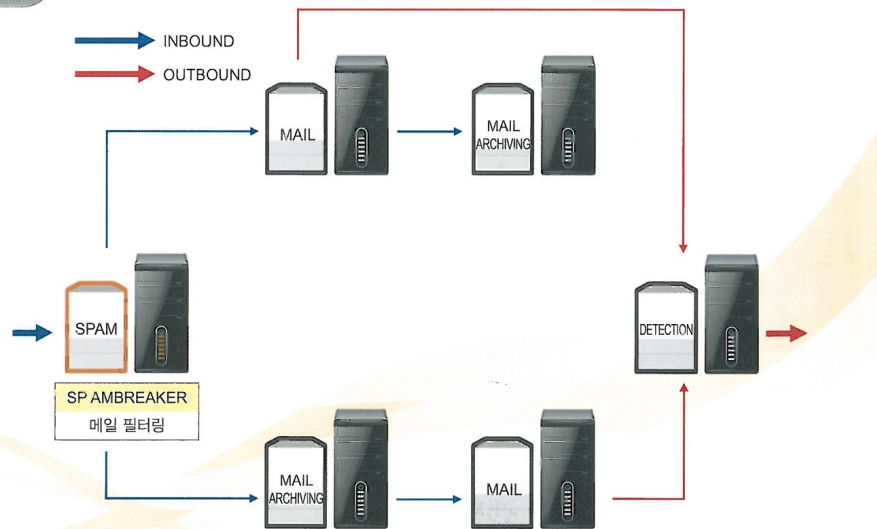 INBOUND
OUTBOUND
MAIL
MAIL
ARCHIVING
SPAM
DETECTION
SP AMBREAKER
메일 필터링
MAIL
ARCHIVING
MAIL